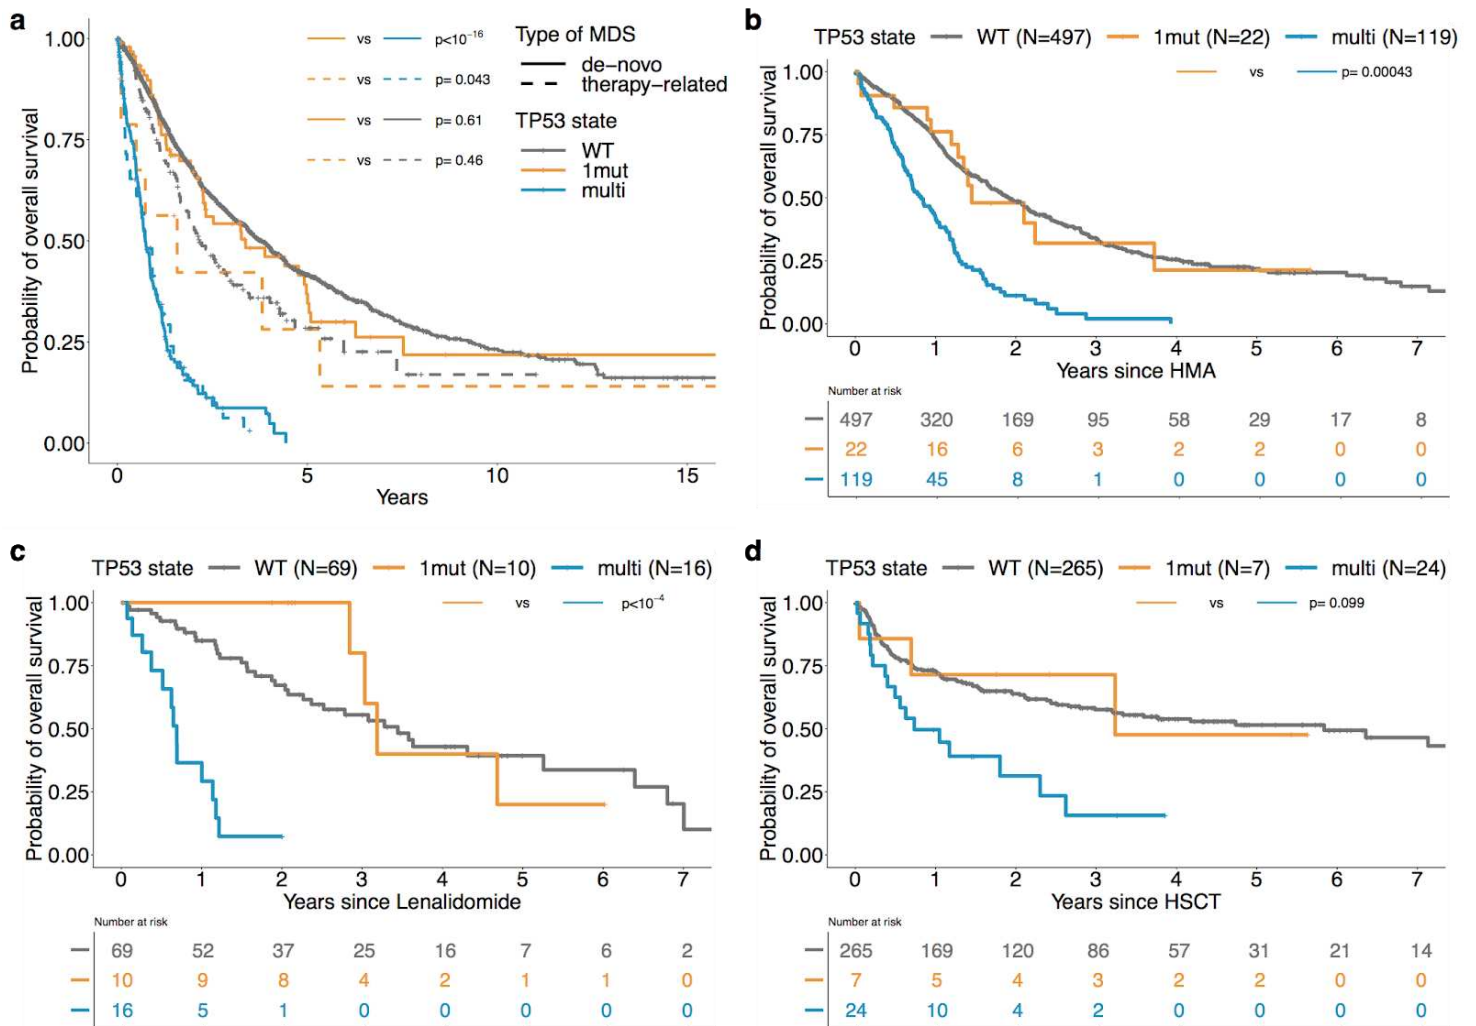 a
Probability of overall survival
1.00
0.75
0.50
0.25
0.00
0 5 10 15
Years
vs p<10⁻¹⁶
vs p= 0.043
vs p= 0.61
vs p= 0.46
Type of MDS
de−novo
therapy−related
TP53 state
WT
1mut
multi
b
TP53 state WT (N=497) 1mut (N=22) multi (N=119)
vs p= 0.00043
Probability of overall survival
1.00
0.75
0.50
0.25
0.00
0 1 2 3 4 5 6 7
Years since HMA
Number at risk
497 320 169 95 58 29 17 8
22 16 6 3 2 2 0 0
119 45 8 1 0 0 0 0
c
TP53 state WT (N=69) 1mut (N=10) multi (N=16)
vs p<10⁻⁴
Probability of overall survival
1.00
0.75
0.50
0.25
0.00
0 1 2 3 4 5 6 7
Years since Lenalidomide
Number at risk
69 52 37 25 16 7 6 2
10 9 8 4 2 1 1 0
16 5 1 0 0 0 0 0
d
TP53 state WT (N=265) 1mut (N=7) multi (N=24)
vs p= 0.099
Probability of overall survival
1.00
0.75
0.50
0.25
0.00
0 1 2 3 4 5 6 7
Years since HSCT
Number at risk
265 169 120 86 57 31 21 14
7 5 4 3 2 2 0 0
24 10 4 2 0 0 0 0